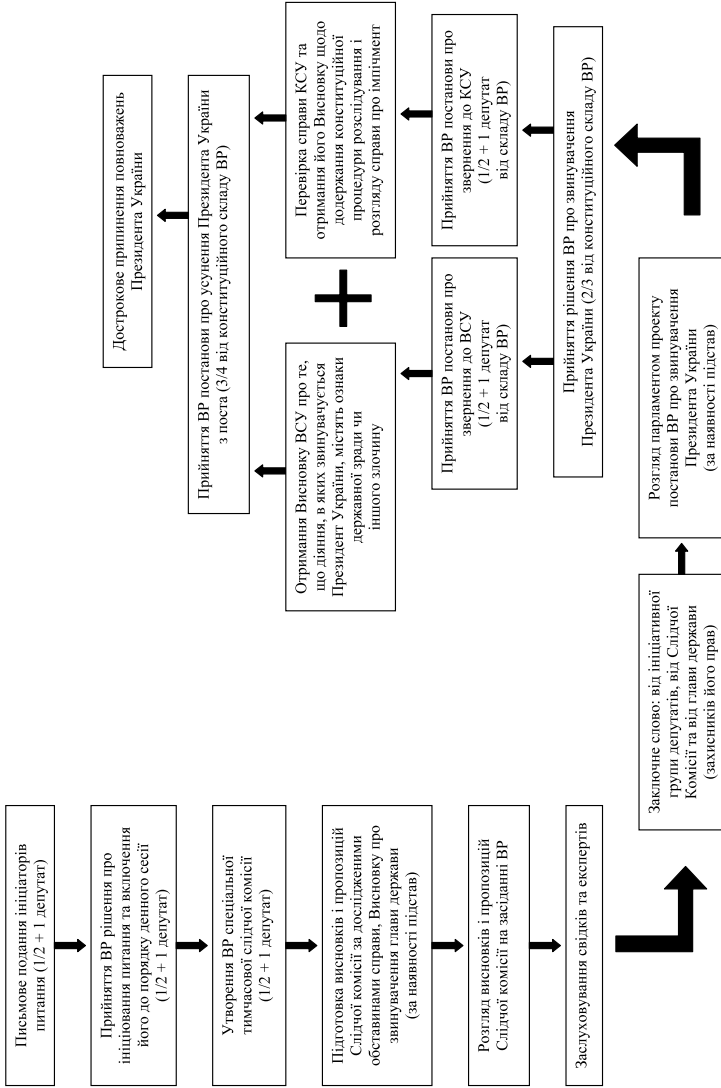 Письмове подання ініціаторів
питання (1/2 + 1 депутат)
Прийняття ВР рішення про
ініціювання питання та включення
його до порядку денного сесії
(1/2 + 1 депутат)
Утворення ВР спеціальної
тимчасової слідчої комісії
(1/2 + 1 депутат)
Підготовка висновків і пропозицій
Слідчої комісії за дослідженими
обставинами справи, Висновку про
звинувачення глави держави
(за наявності підстав)
Розгляд висновків і пропозицій
Слідчої комісії на засіданні ВР
Заслуховування свідків та експертів
Заключне слово: від ініціативної
групи депутатів, від Слідчої
Комісії та від глави держави
(захисників його прав)
Розгляд парламентом проекту
постанови ВР про звинувачення
Президента України
(за наявності підстав)
Прийняття рішення ВР про звинувачення
Президента України (2/3 від конституційного складу ВР)
Прийняття ВР постанови про
звернення до ВСУ
(1/2 + 1 депутат
від складу ВР)
Прийняття ВР постанови про
звернення до КСУ
(1/2 + 1 депутат
від складу ВР)
Отримання Висновку ВСУ про те,
що діяння, в яких звинувачується
Президент України, містять ознаки
державної зради чи
іншого злочину
+
Перевірка справи КСУ та
отримання його Висновку щодо
додержання конституційної
процедури розслідування і
розгляду справи про імпічмент
Прийняття ВР постанови про усунення Президента України
з поста (3/4 від конституційного складу ВР)
Дострокове припинення повноважень
Президента України